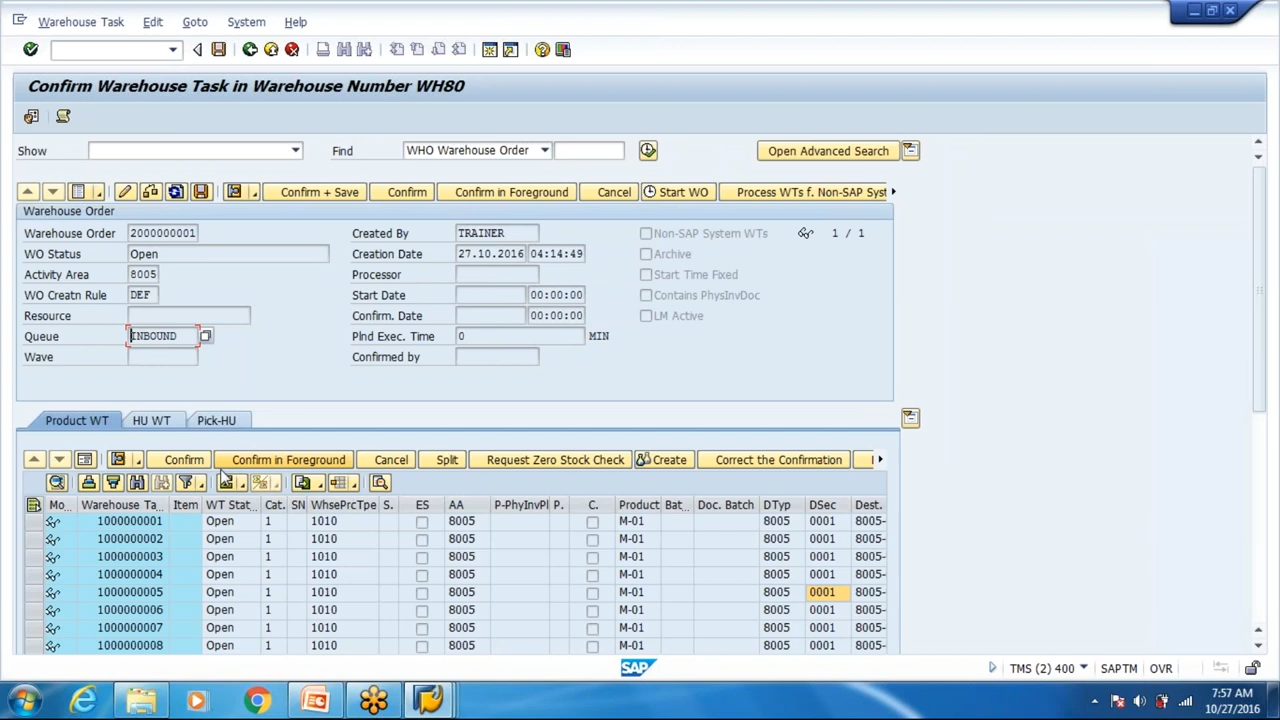 Warehouse Task Edit Goto System Help
Confirm Warehouse Task in Warehouse Number WH80
Show Find WHO Warehouse Order Open Advanced Search
Confirm + Save Confirm Confirm in Foreground Cancel Start WO Process WTs f. Non-SAP Syst
Warehouse Order
Warehouse Order 2000000001 Created By TRAINER Non-SAP System WTs 1 / 1
WO Status Open Creation Date 27.10.2016 04:14:49 Archive
Activity Area 8005 Processor Start Time Fixed
WO Creatn Rule DEF Start Date 00:00:00 Contains PhysInvDoc
Resource Confirm. Date 00:00:00 LM Active
Queue INBOUND Plnd Exec. Time 0 MIN
Wave Confirmed by
Product WT HU WT Pick-HU
Confirm Confirm in Foreground Cancel Split Request Zero Stock Check Create Correct the Confirmation
Mo... Warehouse Ta... Item WT Stat... Cat. SN WhsePrcTpe S. ES AA P-PhyInvPl P. C. Product Bat... Doc. Batch DTyp DSec Dest.
1000000001 Open 1 1010 8005 M-01 8005 0001 8005-
1000000002 Open 1 1010 8005 M-01 8005 0001 8005-
1000000003 Open 1 1010 8005 M-01 8005 0001 8005-
1000000004 Open 1 1010 8005 M-01 8005 0001 8005-
1000000005 Open 1 1010 8005 M-01 8005 0001 8005-
1000000006 Open 1 1010 8005 M-01 8005 0001 8005-
1000000007 Open 1 1010 8005 M-01 8005 0001 8005-
1000000008 Open 1 1010 8005 M-01 8005 0001 8005-
SAP TMS (2) 400 SAPTM OVR
7:57 AM
10/27/2016